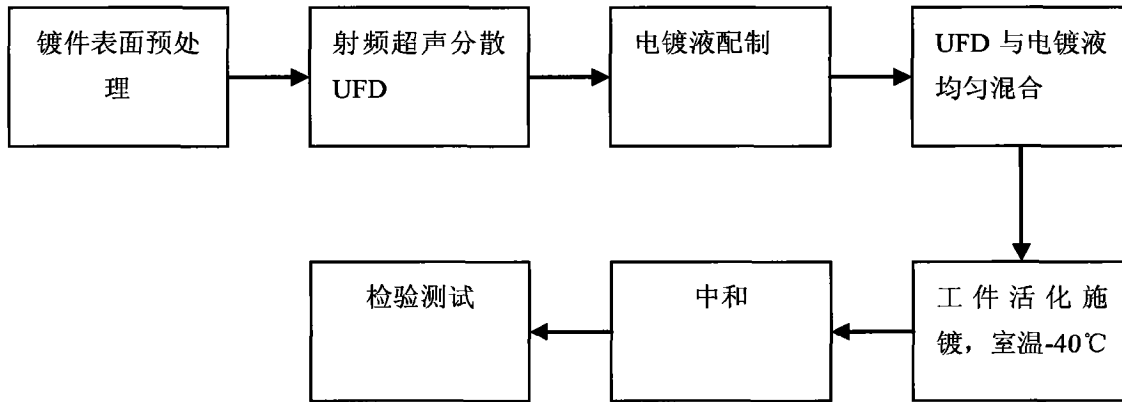 镀件表面预处
理
射频超声分散
UFD
电镀液配制
UFD 与电镀液
均匀混合
工件活化施
镀，室温-40℃
中和
检验测试